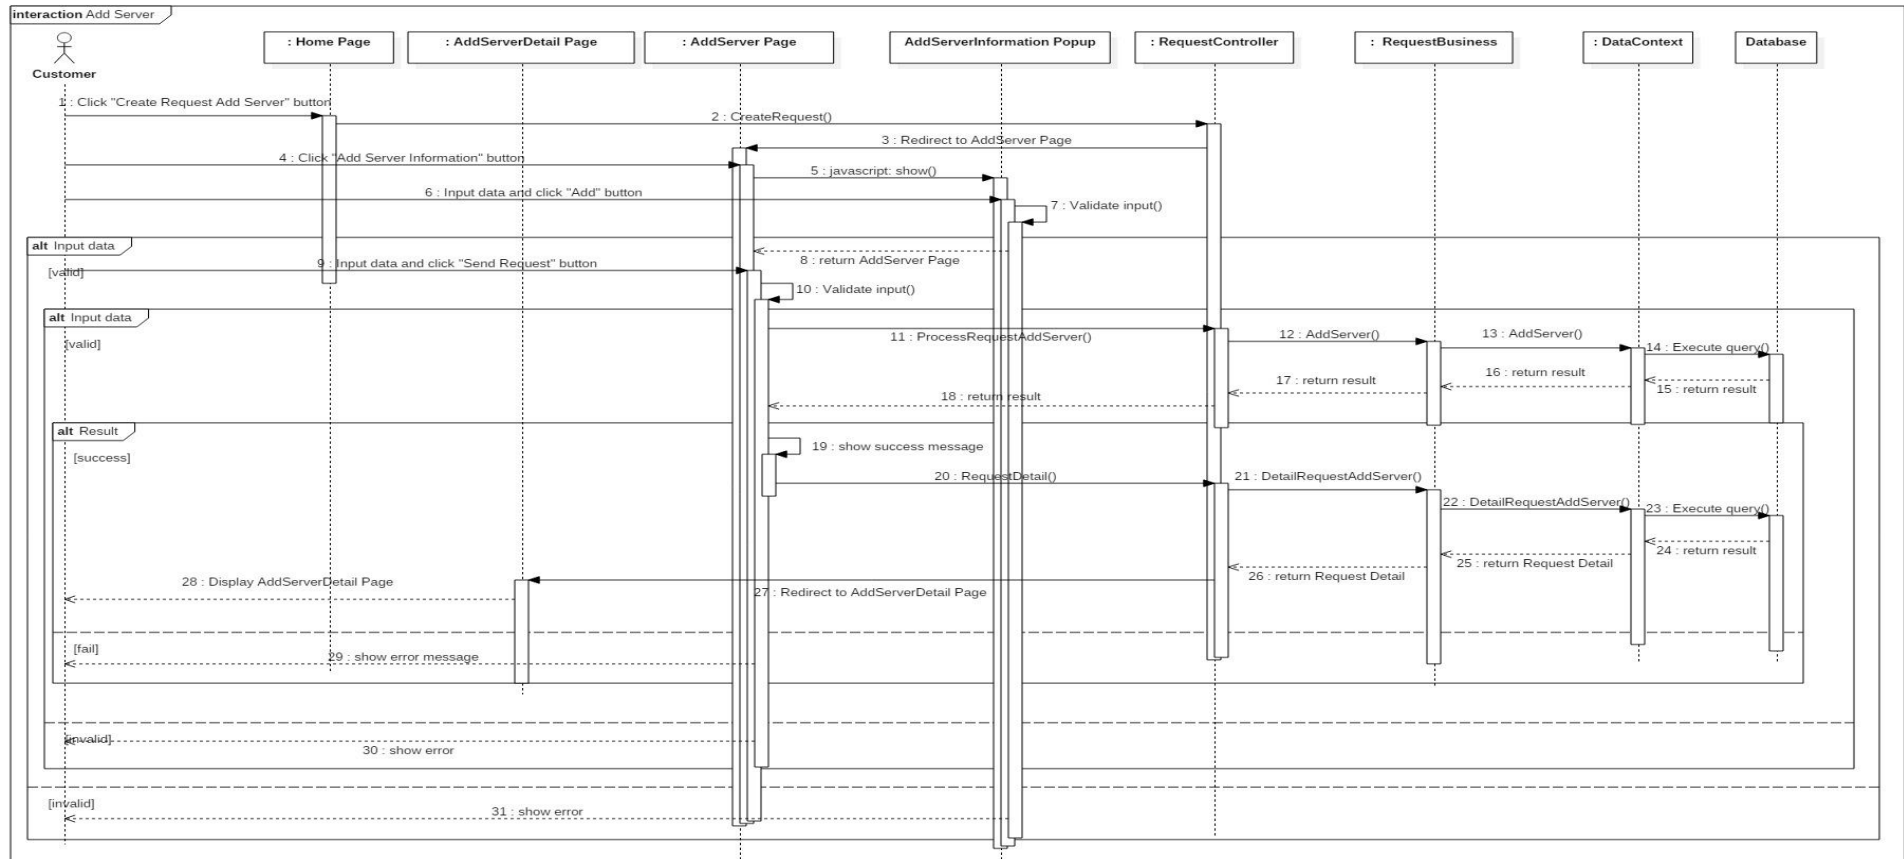 interaction Add Server
: Home Page
: AddServerDetail Page
: AddServer Page
AddServerInformation Popup
: RequestController
: RequestBusiness
: DataContext
Database
Customer
1 : Click "Create Request Add Server" button
2 : CreateRequest()
3 : Redirect to AddServer Page
4 : Click "Add Server Information" button
5 : javascript: show()
6 : Input data and click "Add" button
7 : Validate input()
alt Input data
8 : return AddServer Page
[valid]
9 : Input data and click "Send Request" button
10 : Validate input()
alt Input data
[valid]
11 : ProcessRequestAddServer()
12 : AddServer()
13 : AddServer()
14 : Execute query()
15 : return result
16 : return result
17 : return result
18 : return result
alt Result
[success]
19 : show success message
20 : RequestDetail()
21 : DetailRequestAddServer()
22 : DetailRequestAddServer()
23 : Execute query()
24 : return result
25 : return Request Detail
26 : return Request Detail
27 : Redirect to AddServerDetail Page
28 : Display AddServerDetail Page
[fail]
29 : show error message
[invalid]
30 : show error
[invalid]
31 : show error